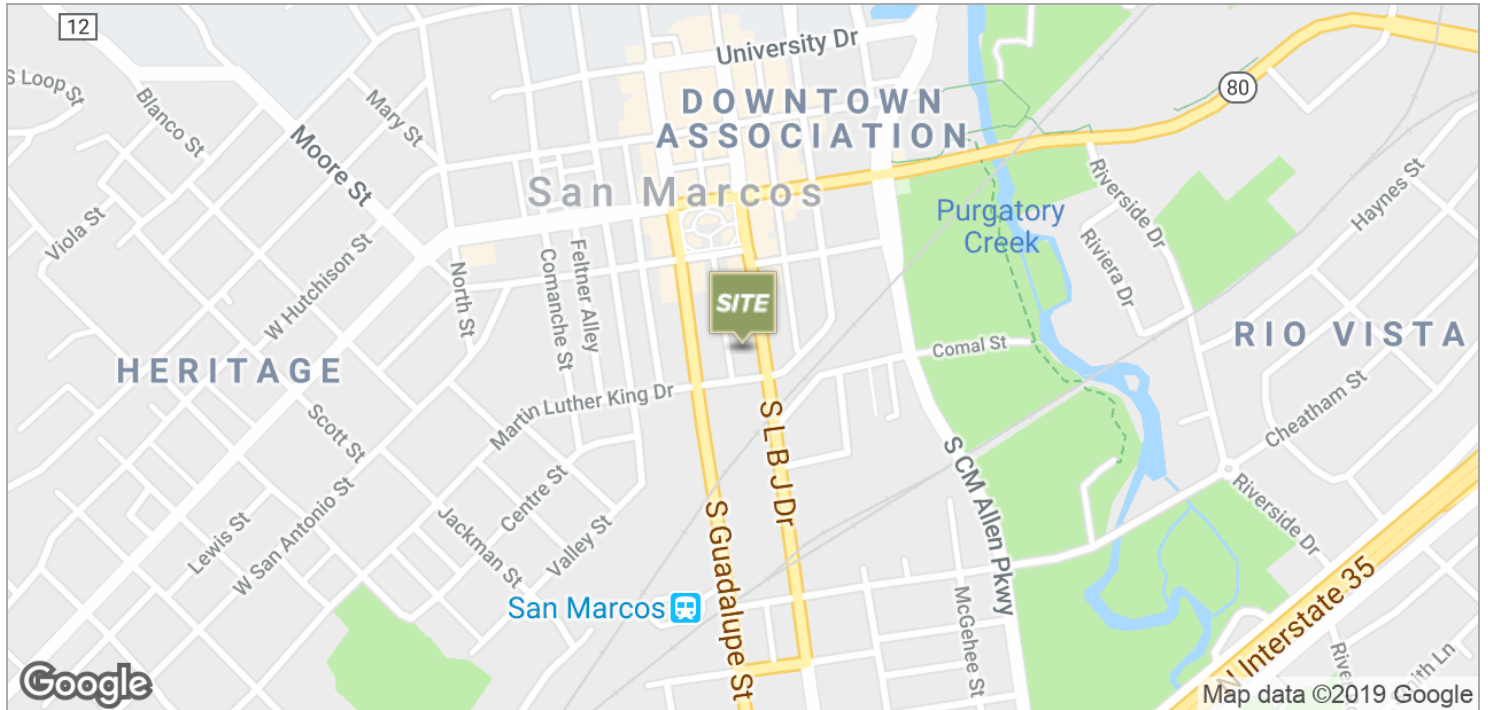 12
University Dr
S Loop St
Blanco St
Mary St
80
DOWNTOWN
ASSOCIATION
Moore St
San Marcos
Riverside Dr
Haynes St
Viola St
Purgatory
Creek
W Hutchison St
North St
Comanche St
Feltner Alley
Riviera Dr
SITE
HERITAGE
Comal St
RIO VISTA
Martin Luther King Dr
Scott St
S L B J Dr
Cheatham St
S CM Allen Pkwy
Lewis St
W San Antonio St
Centre St
Jackman St
Valley St
S Guadalupe St
Riverside Dr
San Marcos
McGehee St
N Interstate 35
Google
Map data ©2019 Google